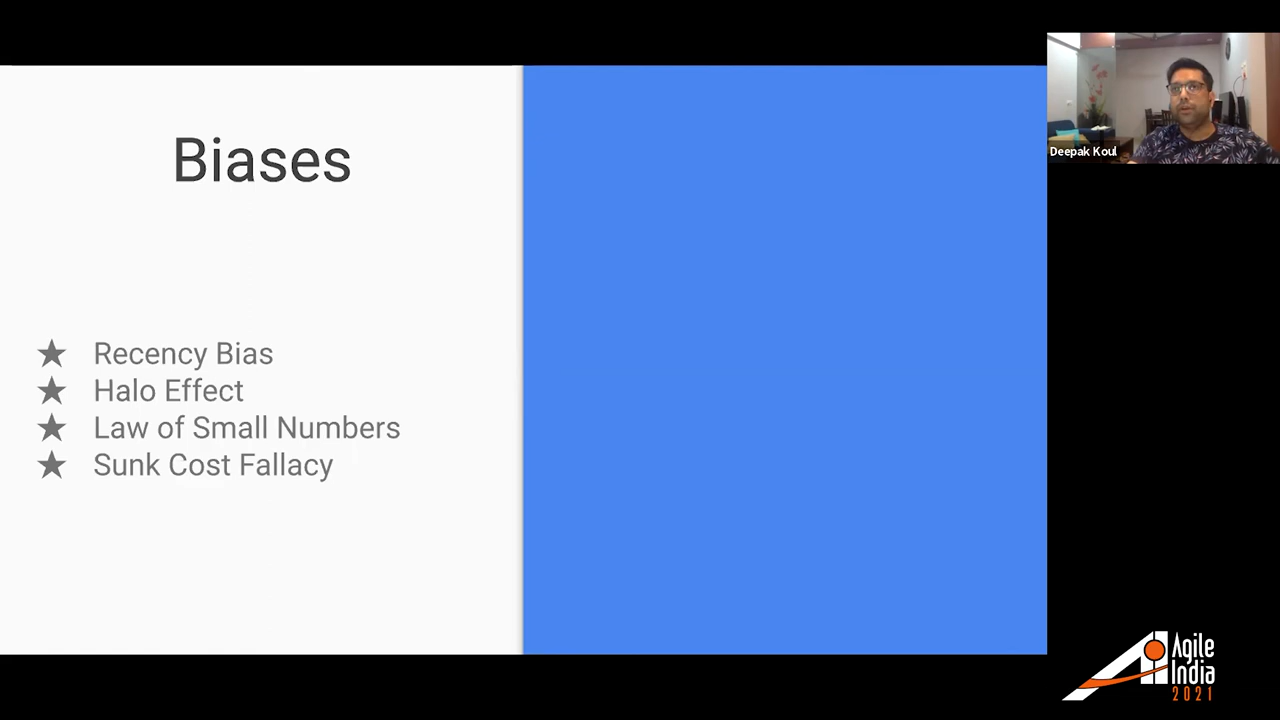 Biases
★ Recency Bias
★ Halo Effect
★ Law of Small Numbers
★ Sunk Cost Fallacy
Deepak Koul
Agile
India
2021